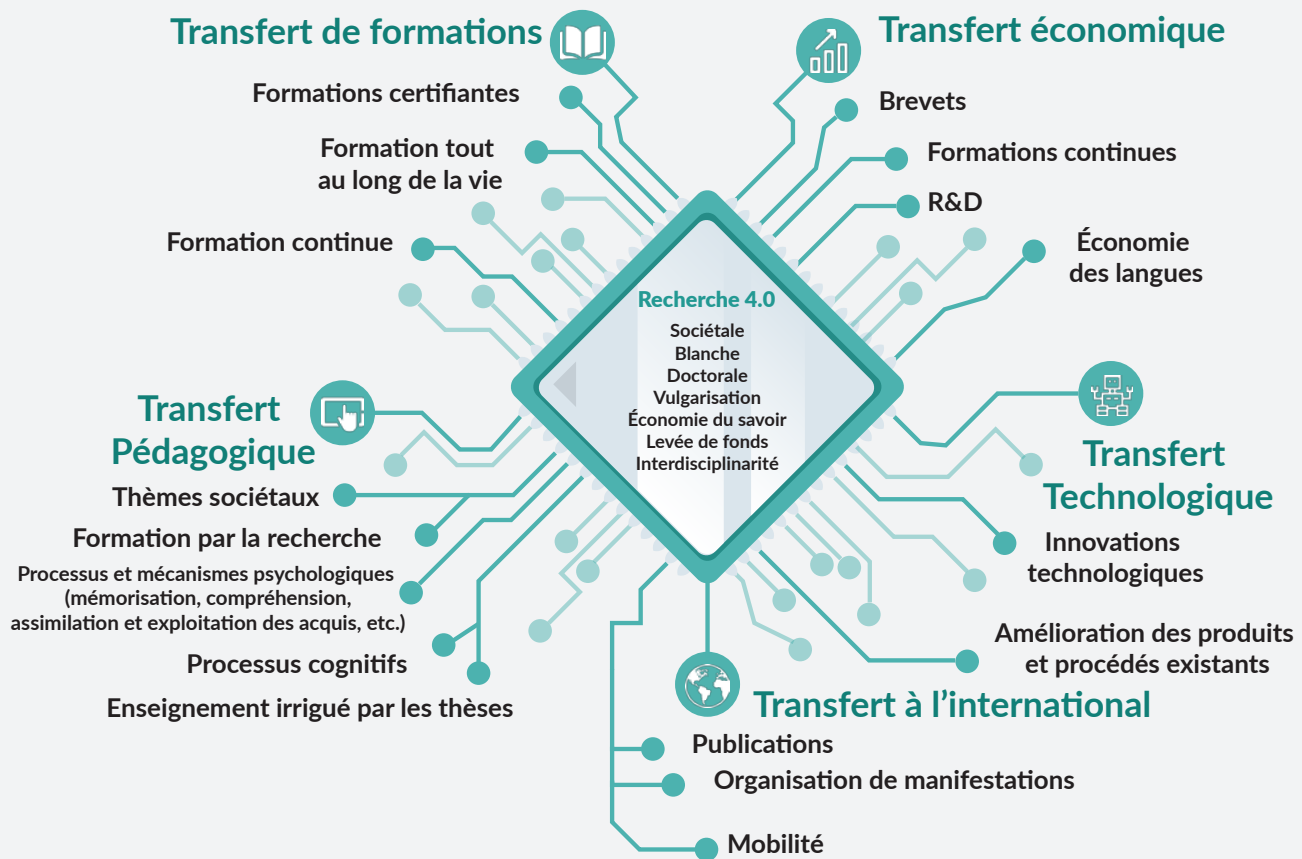 Transfert de formations
Formations certifiantes
Formation tout
au long de la vie
Formation continue
Transfert économique
Brevets
Formations continues
R&D
Économie
des langues
Recherche 4.0
Sociétale
Blanche
Doctorale
Vulgarisation
Économie du savoir
Levée de fonds
Interdisciplinarité
Transfert
Pédagogique
Thèmes sociétaux
Formation par la recherche
Processus et mécanismes psychologiques
(mémorisation, compréhension,
assimilation et exploitation des acquis, etc.)
Processus cognitifs
Enseignement irrigué par les thèses
Transfert
Technologique
Innovations
technologiques
Amélioration des produits
et procédés existants
Transfert à l’international
Publications
Organisation de manifestations
Mobilité